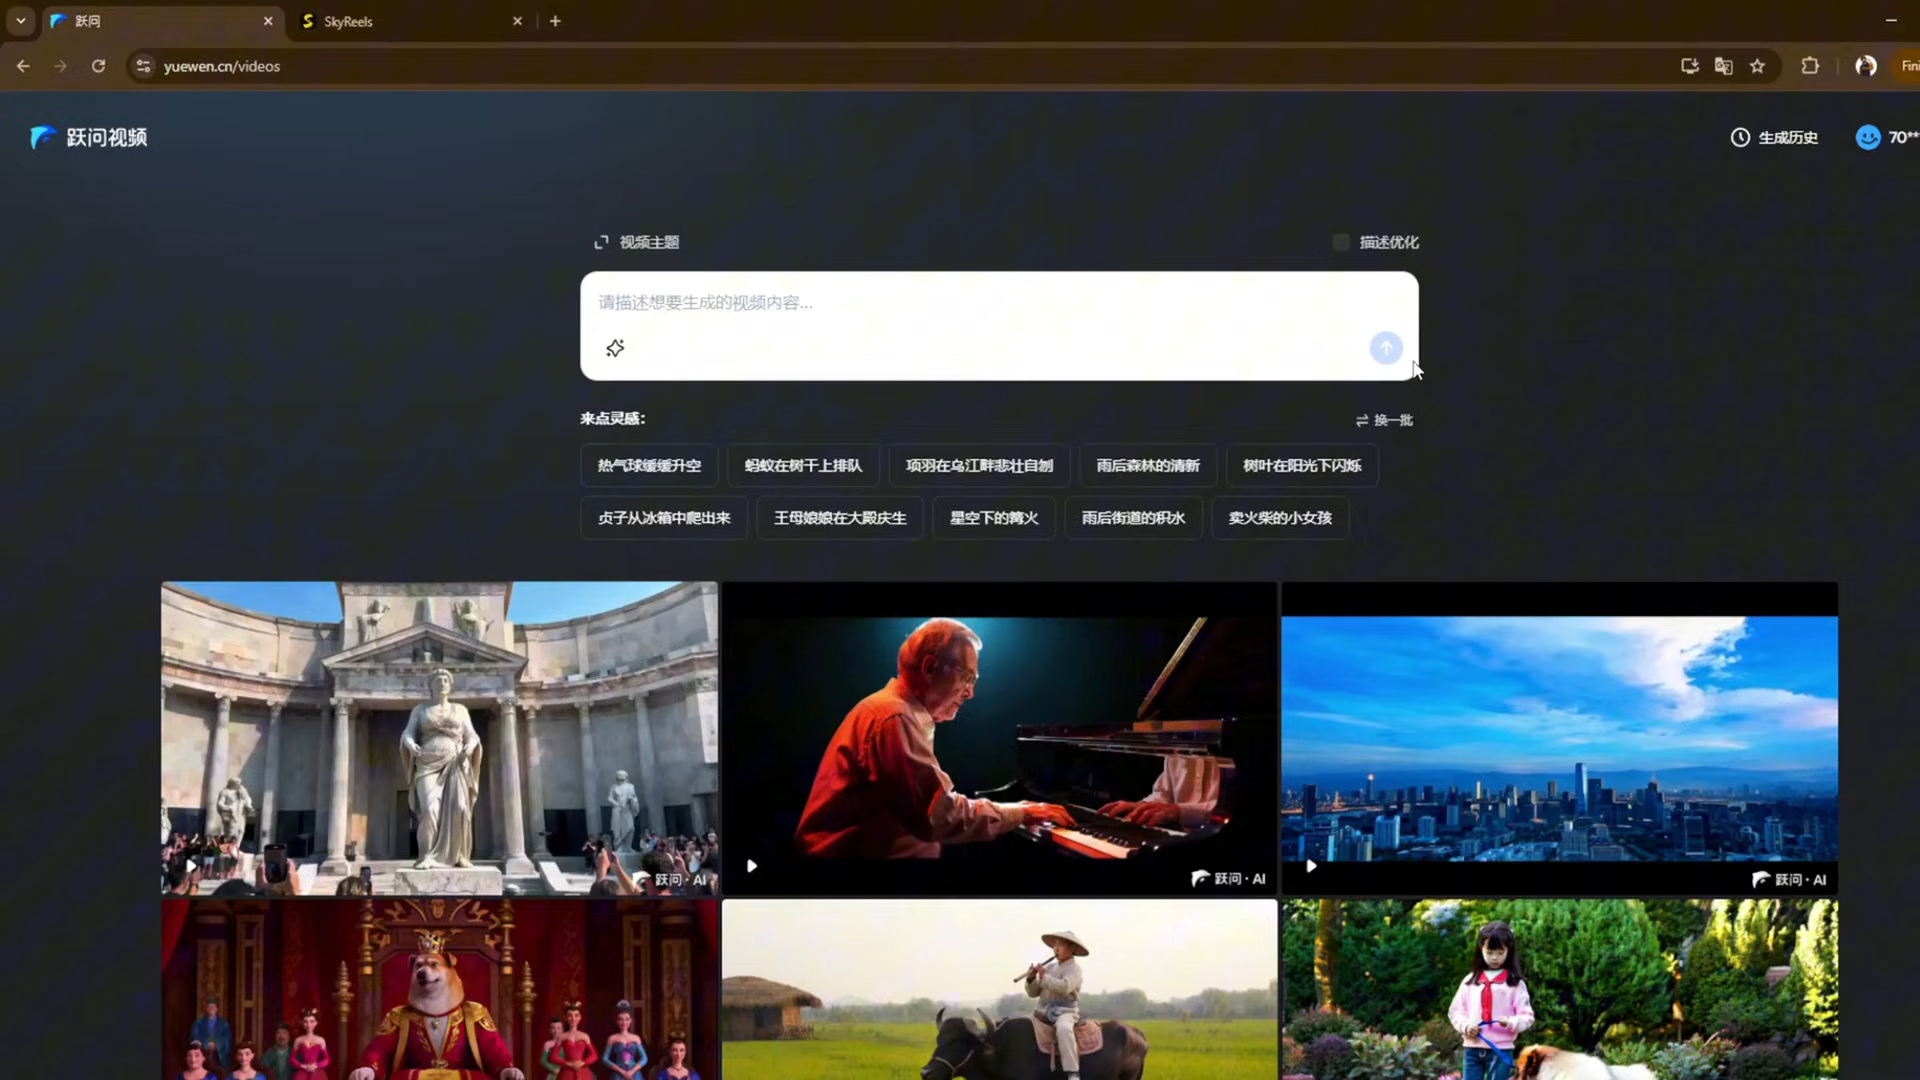 跃问
SkyReels
yuewen.cn/videos
Fini
跃问视频
生成历史
70**
视频主题
描述优化
请描述想要生成的视频内容...
来点灵感:
换一批
热气球缓缓升空
蚂蚁在树干上排队
项羽在乌江畔悲壮自刎
雨后森林的清新
树叶在阳光下闪烁
贞子从冰箱中爬出来
王母娘娘在大殿庆生
星空下的篝火
雨后街道的积水
卖火柴的小女孩
跃问·AI
跃问·AI
跃问·AI